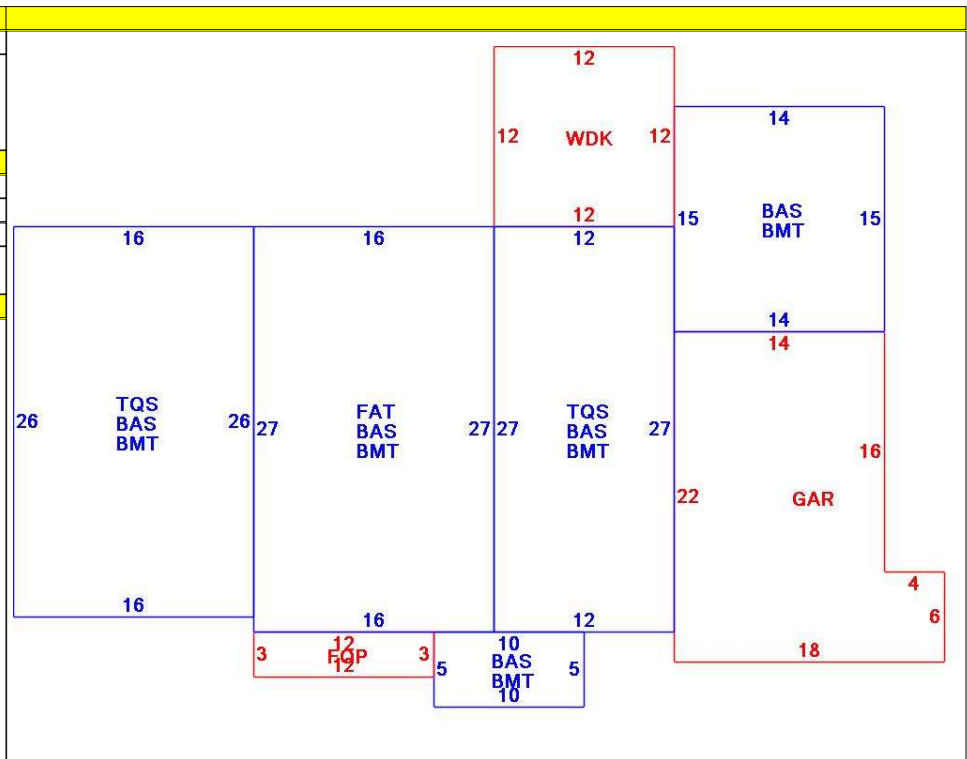 12
12 WDK 12
12
14
15 BAS 15
BMT
14
16
16
12
26 TQS 26
BAS
BMT
16
27 FAT 27
BAS
BMT
16
27 TQS 27
BAS
BMT
12
14
16
22 GAR
4
6
18
12
3 FOP 3
12
10
5 BAS 5
BMT
10